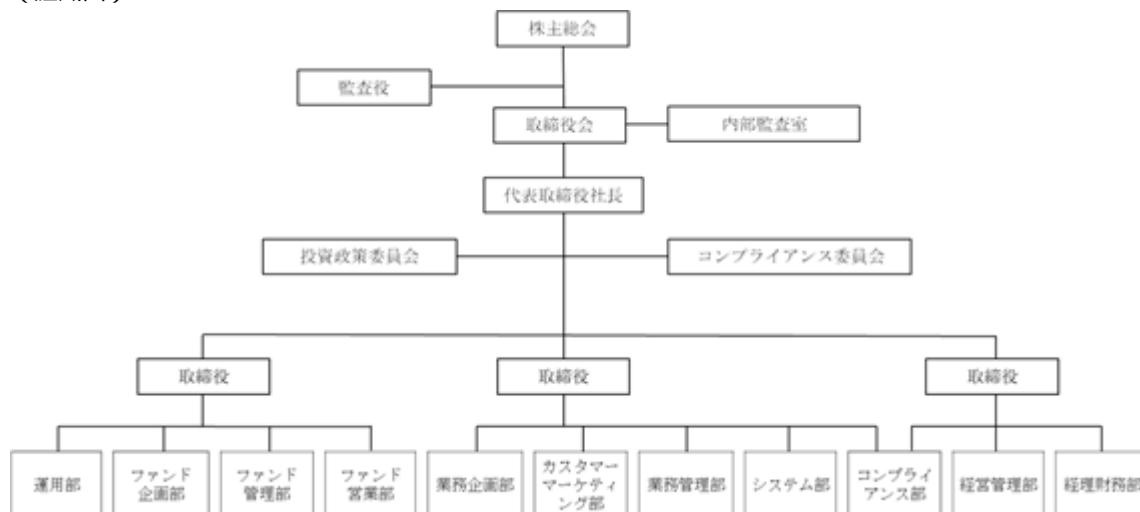 株主総会
監査役
取締役会
内部監査室
代表取締役社長
投資政策委員会
コンプライアンス委員会
取締役
取締役
取締役
運用部
ファンド
企画部
ファンド
管理部
ファンド
営業部
業務企画部
カスタマー
マーケティ
ング部
業務管理部
システム部
コンプライ
アンス部
経営管理部
経理財務部